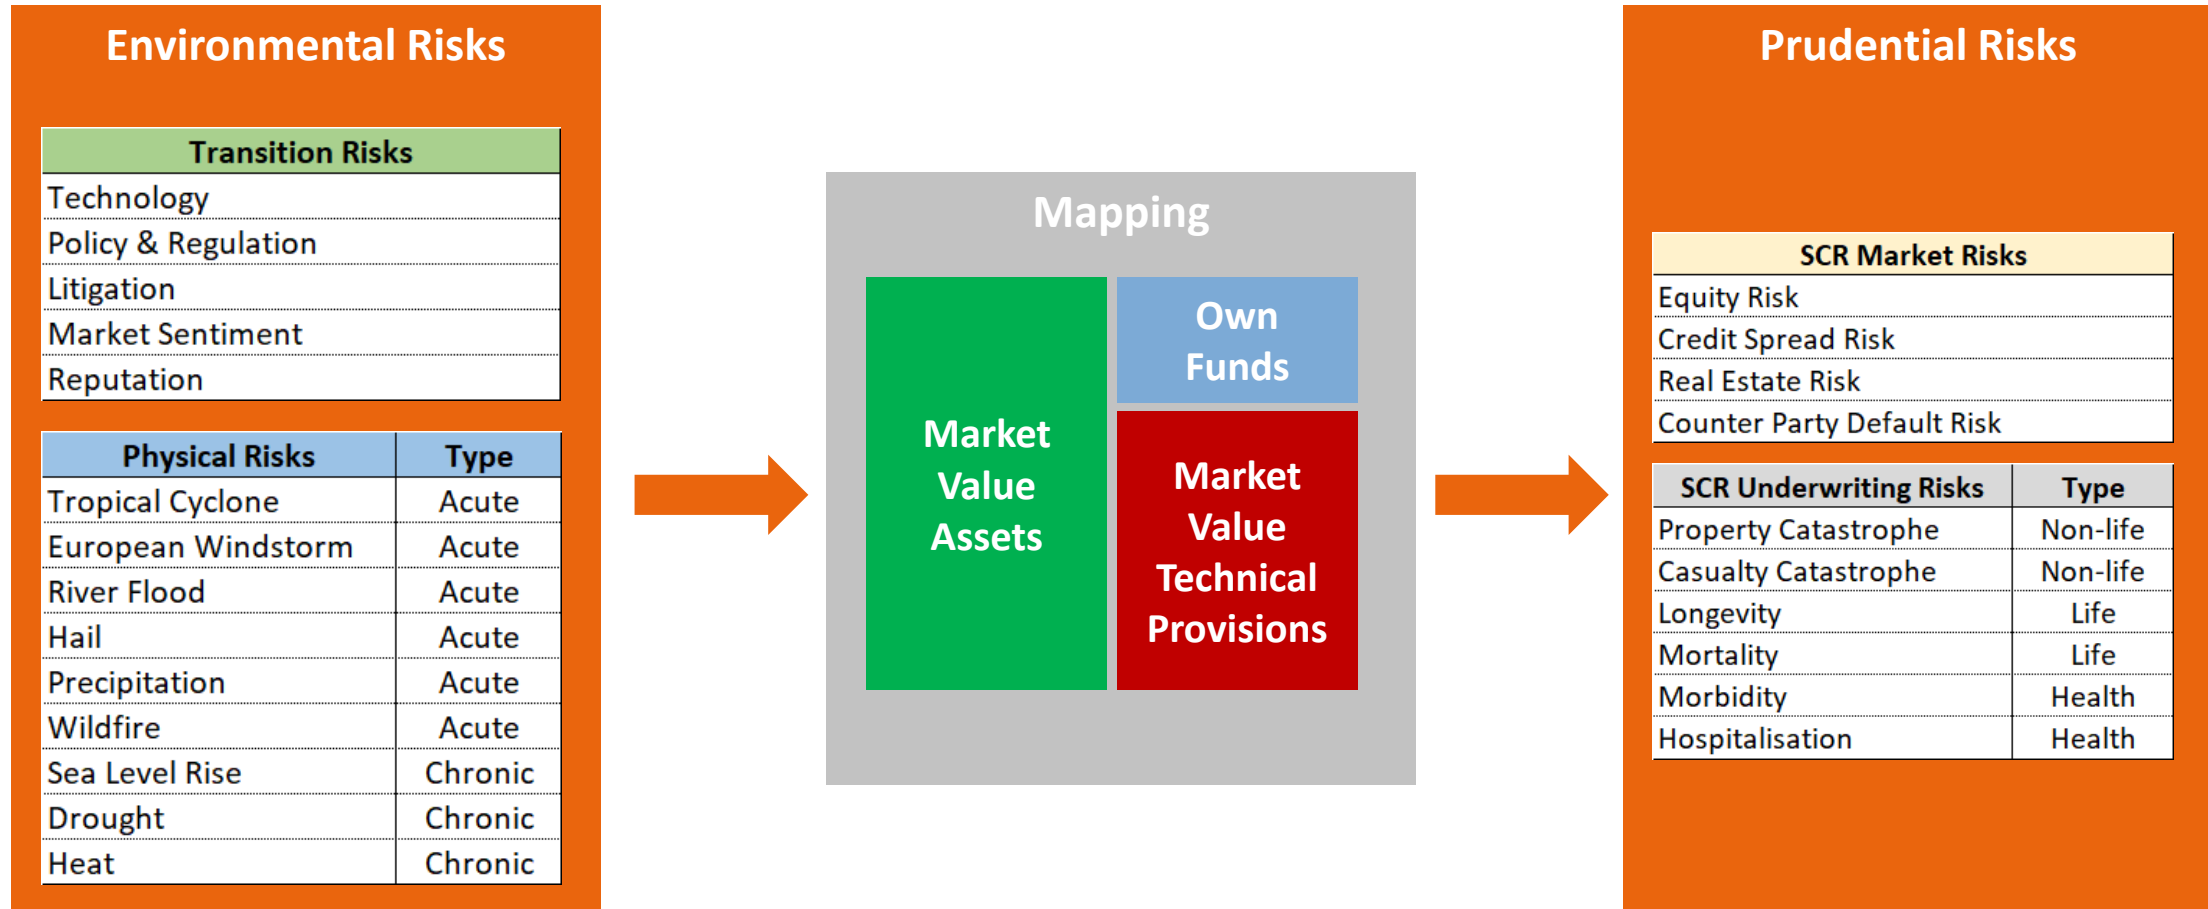 Environmental Risks
Transition Risks
Technology
Policy & Regulation
Litigation
Market Sentiment
Reputation
Physical Risks Type
Tropical Cyclone Acute
European Windstorm Acute
River Flood Acute
Hail Acute
Precipitation Acute
Wildfire Acute
Sea Level Rise Chronic
Drought Chronic
Heat Chronic
Mapping
Market
Value
Assets
Own
Funds
Market
Value
Technical
Provisions
Prudential Risks
SCR Market Risks
Equity Risk
Credit Spread Risk
Real Estate Risk
Counter Party Default Risk
SCR Underwriting Risks Type
Property Catastrophe Non-life
Casualty Catastrophe Non-life
Longevity Life
Mortality Life
Morbidity Health
Hospitalisation Health